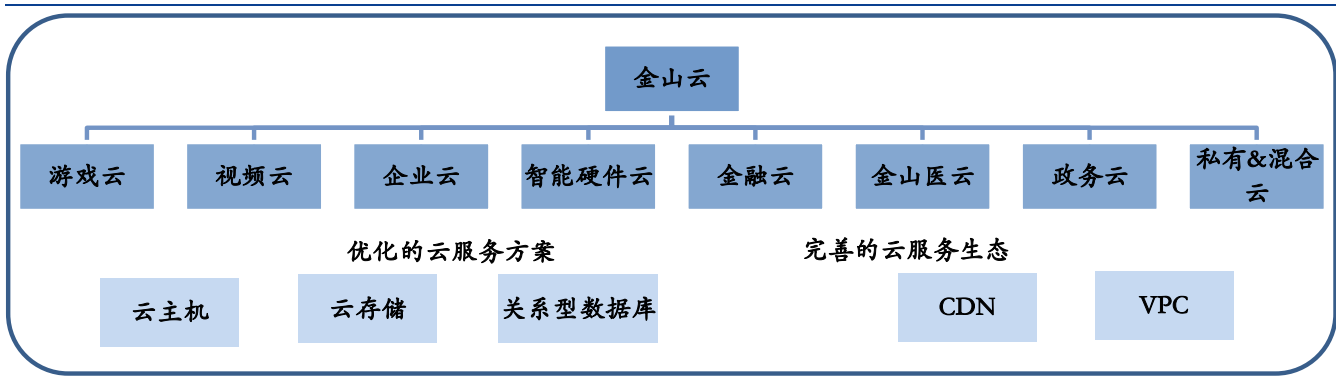 金山云
游戏云
视频云
企业云
智能硬件云
金融云
金山医云
政务云
私有&混合
云
优化的云服务方案
完善的云服务生态
云主机
云存储
关系型数据库
CDN
VPC